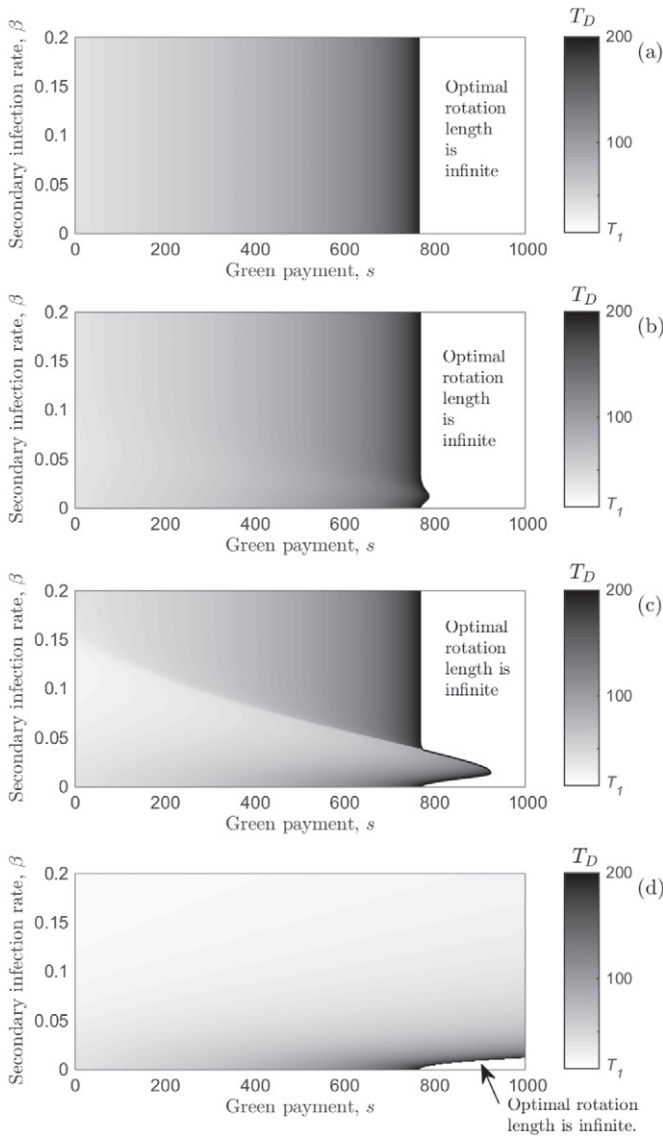 T_D
0.2
0.15
0.1
0.05
0
Secondary infection rate, β
0 200 400 600 800 1000
Green payment, s
Optimal
rotation
length
is
infinite
200
100
T_1
(a)
T_D
0.2
0.15
0.1
0.05
0
Secondary infection rate, β
0 200 400 600 800 1000
Green payment, s
Optimal
rotation
length
is
infinite
200
100
T_1
(b)
T_D
0.2
0.15
0.1
0.05
0
Secondary infection rate, β
0 200 400 600 800 1000
Green payment, s
Optimal
rotation
length is
infinite
200
100
T_1
(c)
T_D
0.2
0.15
0.1
0.05
0
Secondary infection rate, β
0 200 400 600 800 1000
Green payment, s
200
100
T_1
(d)
Optimal rotation
length is infinite.